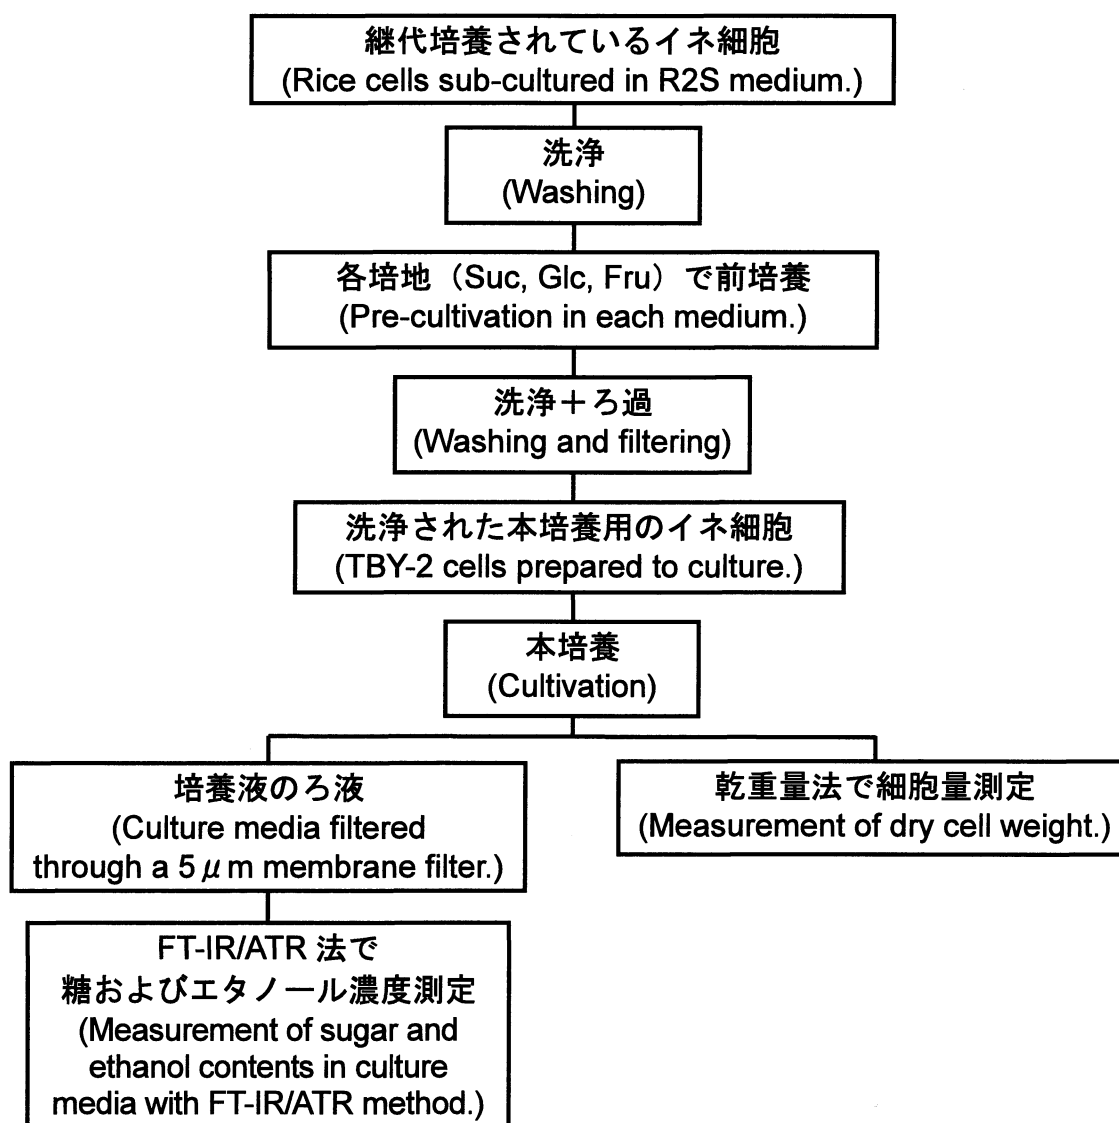 継代培養されているイネ細胞
(Rice cells sub-cultured in R2S medium.)
洗浄
(Washing)
各培地（Suc, Glc, Fru）で前培養
(Pre-cultivation in each medium.)
洗浄＋ろ過
(Washing and filtering)
洗浄された本培養用のイネ細胞
(TBY-2 cells prepared to culture.)
本培養
(Cultivation)
培養液のろ液
(Culture media filtered
through a 5μm membrane filter.)
乾重量法で細胞量測定
(Measurement of dry cell weight.)
FT-IR/ATR 法で
糖およびエタノール濃度測定
(Measurement of sugar and
ethanol contents in culture
media with FT-IR/ATR method.)